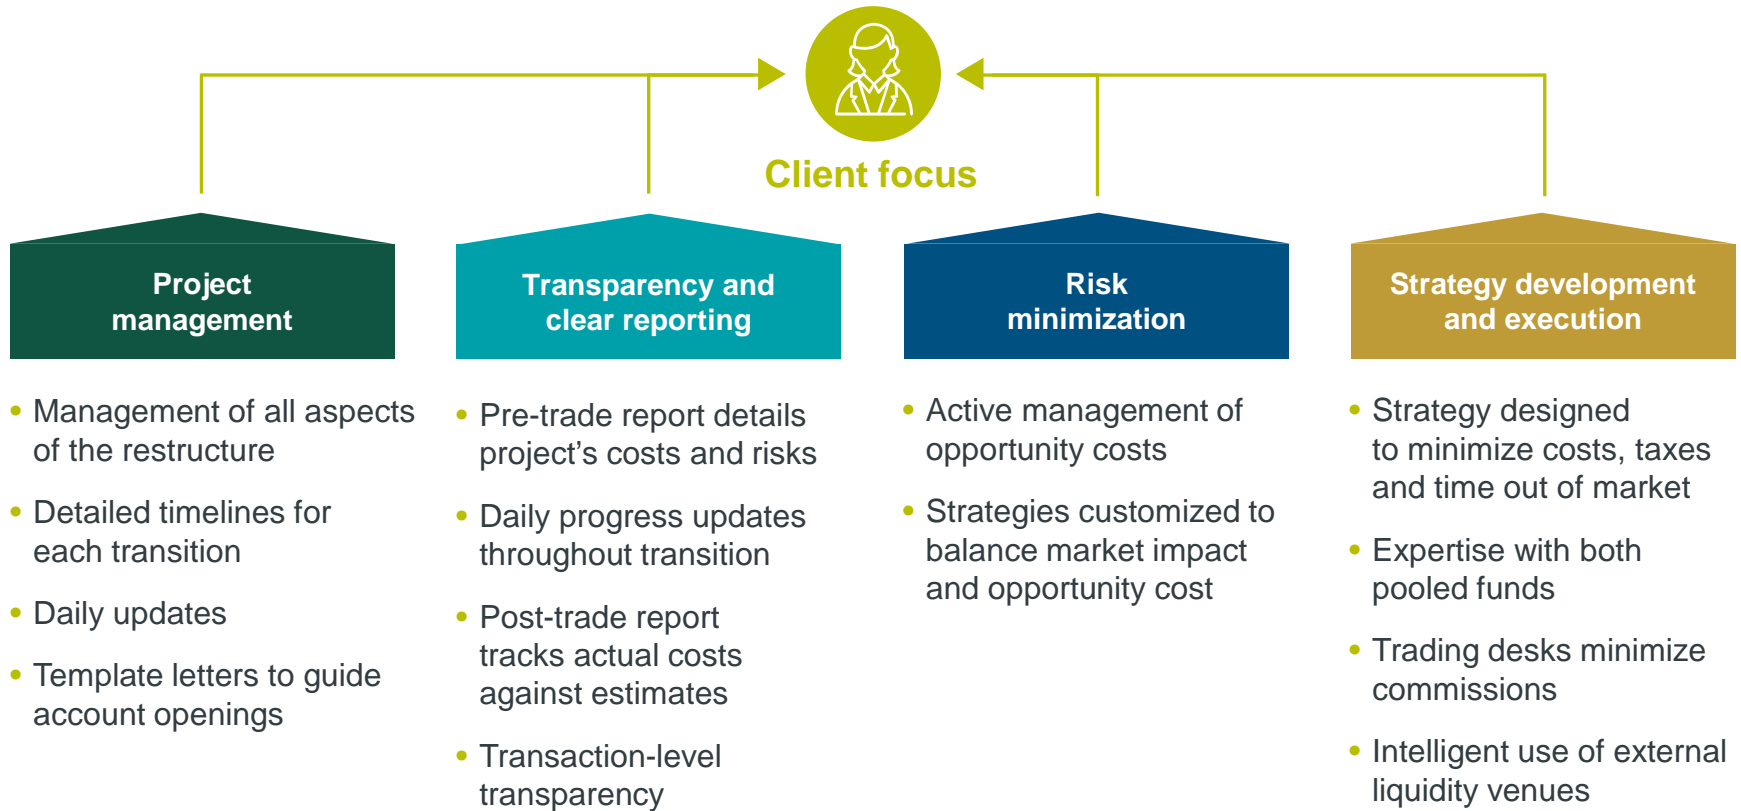 Client focus
Project
management
• Management of all aspects
of the restructure
• Detailed timelines for
each transition
• Daily updates
• Template letters to guide
account openings
Transparency and
clear reporting
• Pre-trade report details
project’s costs and risks
• Daily progress updates
throughout transition
• Post-trade report
tracks actual costs
against estimates
• Transaction-level
transparency
Risk
minimization
• Active management of
opportunity costs
• Strategies customized to
balance market impact
and opportunity cost
Strategy development
and execution
• Strategy designed
to minimize costs, taxes
and time out of market
• Expertise with both
pooled funds
• Trading desks minimize
commissions
• Intelligent use of external
liquidity venues